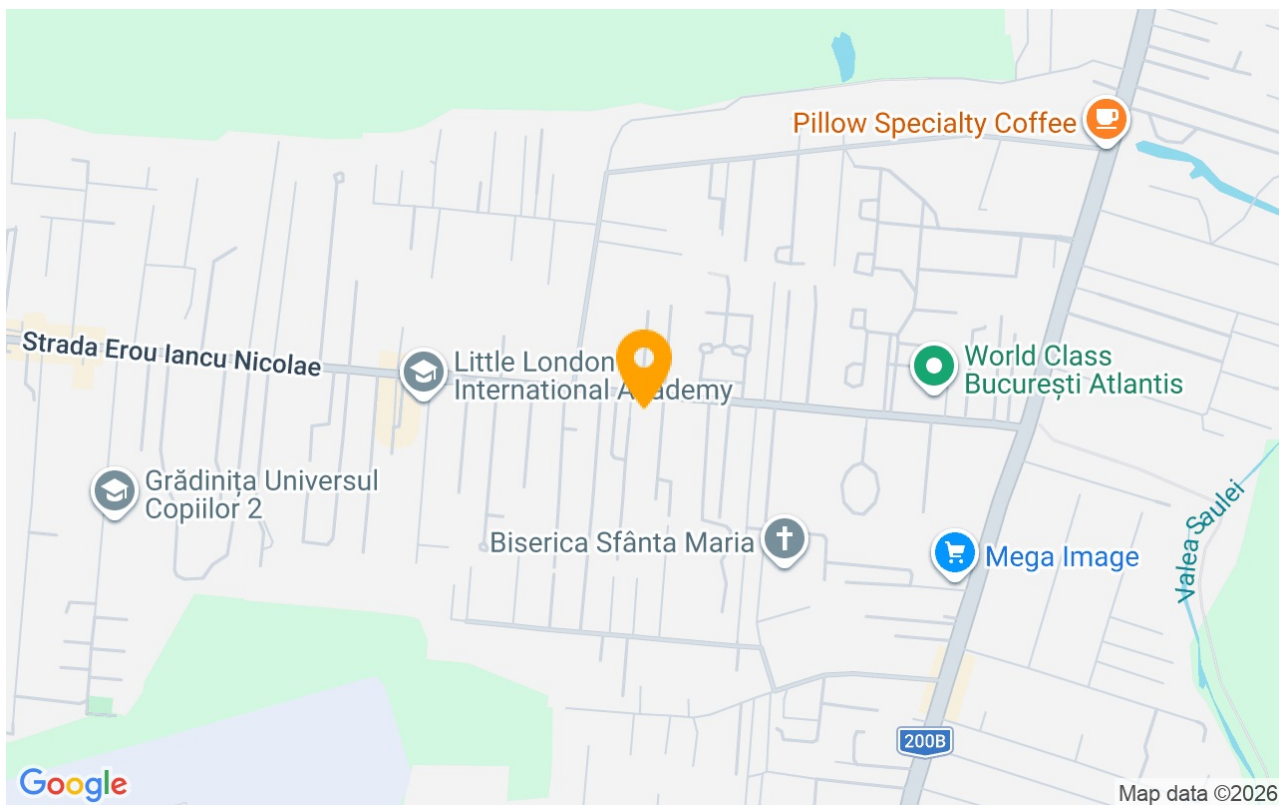 Pillow Specialty Coffee
Strada Erou Iancu Nicolae
Little London
International Academy
World Class
București Atlantis
Grădinița Universul
Copiilor 2
Biserica Sfânta Maria
Mega Image
Valea Saulei
200B
Google
Map data ©2026